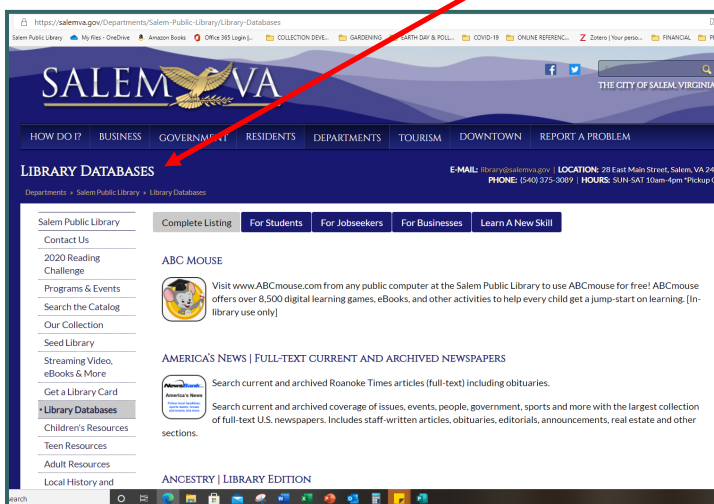 https://salemva.gov/Departments/Salem-Public-Library/Library-Databases
Salem Public Library My files - OneDrive Amazon Books Office 365 Login |... COLLECTION DEVE... GARDENING EARTH DAY & POLL... COVID-19 ONLINE REFERENC... Zotero | Your perso... FINANCIAL
SALEM VA
THE CITY OF SALEM, VIRGINIA
HOW DO I? BUSINESS GOVERNMENT RESIDENTS DEPARTMENTS TOURISM DOWNTOWN REPORT A PROBLEM
LIBRARY DATABASES
E-MAIL: library@salemva.gov | LOCATION: 28 East Main Street, Salem, VA 24
PHONE: (540) 375-3089 | HOURS: SUN-SAT 10am-4pm *Pickup
Departments » Salem Public Library » Library Databases
Salem Public Library
Contact Us
2020 Reading
Challenge
Programs & Events
Search the Catalog
Our Collection
Seed Library
Streaming Video,
eBooks & More
Get a Library Card
Library Databases
Children's Resources
Teen Resources
Adult Resources
Local History and
Complete Listing For Students For Jobseekers For Businesses Learn A New Skill
ABC MOUSE
Visit www.ABCmouse.com from any public computer at the Salem Public Library to use ABCmouse for free! ABCmouse
offers over 8,500 digital learning games, eBooks, and other activities to help every child get a jump-start on learning. [In-
library use only]
AMERICA'S NEWS | FULL-TEXT CURRENT AND ARCHIVED NEWSPAPERS
NewsBank
America's News
Search current and archived Roanoke Times articles (full-text) including obituaries.
Search current and archived coverage of issues, events, people, government, sports and more with the largest collection
of full-text U.S. newspapers. Includes staff-written articles, obituaries, editorials, announcements, real estate and other
sections.
ANCESTRY | LIBRARY EDITION
earch